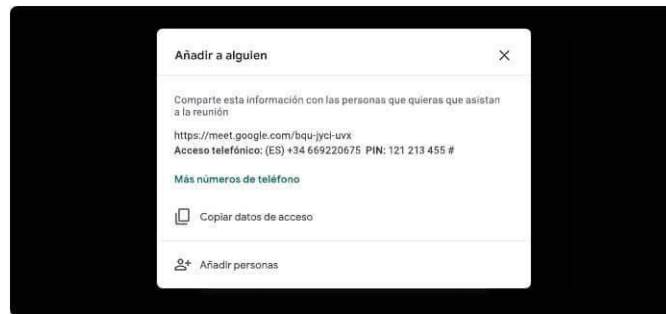 Añadir a alguien
Comparte esta información con las personas que quieras que asistan
a la reunión
https://meet.google.com/bqu-jyci-uvx
Acceso telefónico: (ES) +34 669220675 PIN: 121 213 455 #
Más números de teléfono
Copiar datos de acceso
Añadir personas